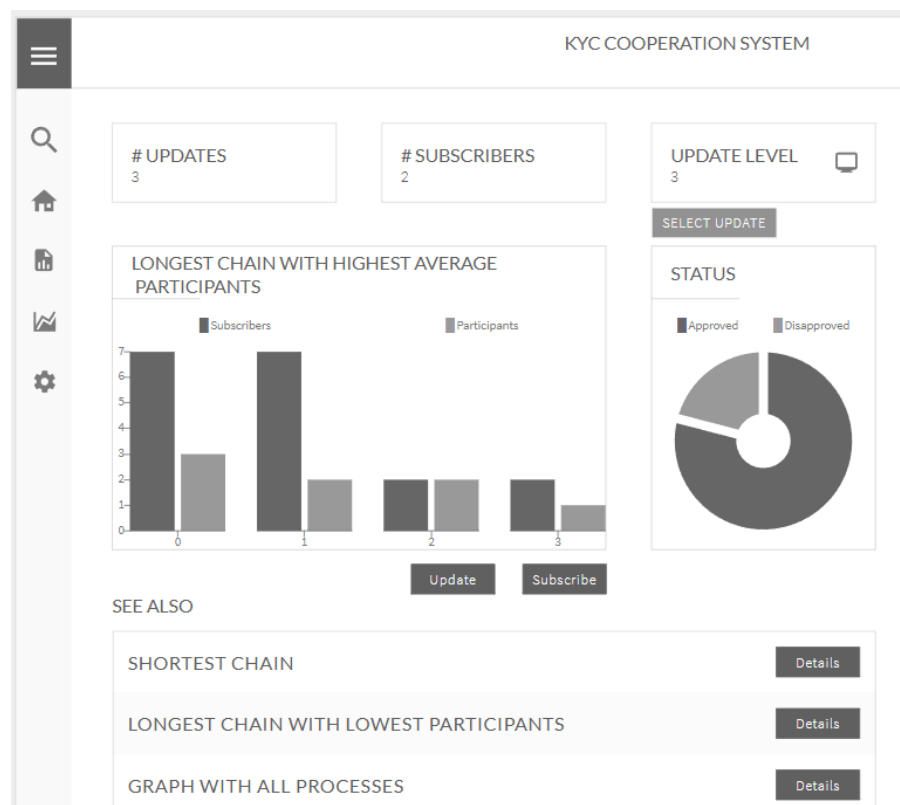 KYC COOPERATION SYSTEM
# UPDATES
3
# SUBSCRIBERS
2
UPDATE LEVEL
3
SELECT UPDATE
LONGEST CHAIN WITH HIGHEST AVERAGE
PARTICIPANTS
Subscribers
Participants
7
6
5
4
3
2
1
0
0
1
2
3
STATUS
Approved
Disapproved
Update
Subscribe
SEE ALSO
SHORTEST CHAIN
Details
LONGEST CHAIN WITH LOWEST PARTICIPANTS
Details
GRAPH WITH ALL PROCESSES
Details